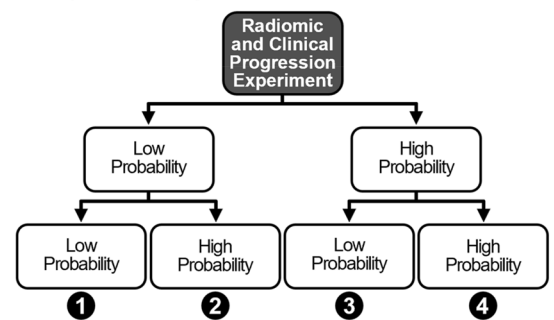 Radiomic
and Clinical
Progression
Experiment
Low
Probability
High
Probability
Low
Probability
High
Probability
Low
Probability
High
Probability
1
2
3
4